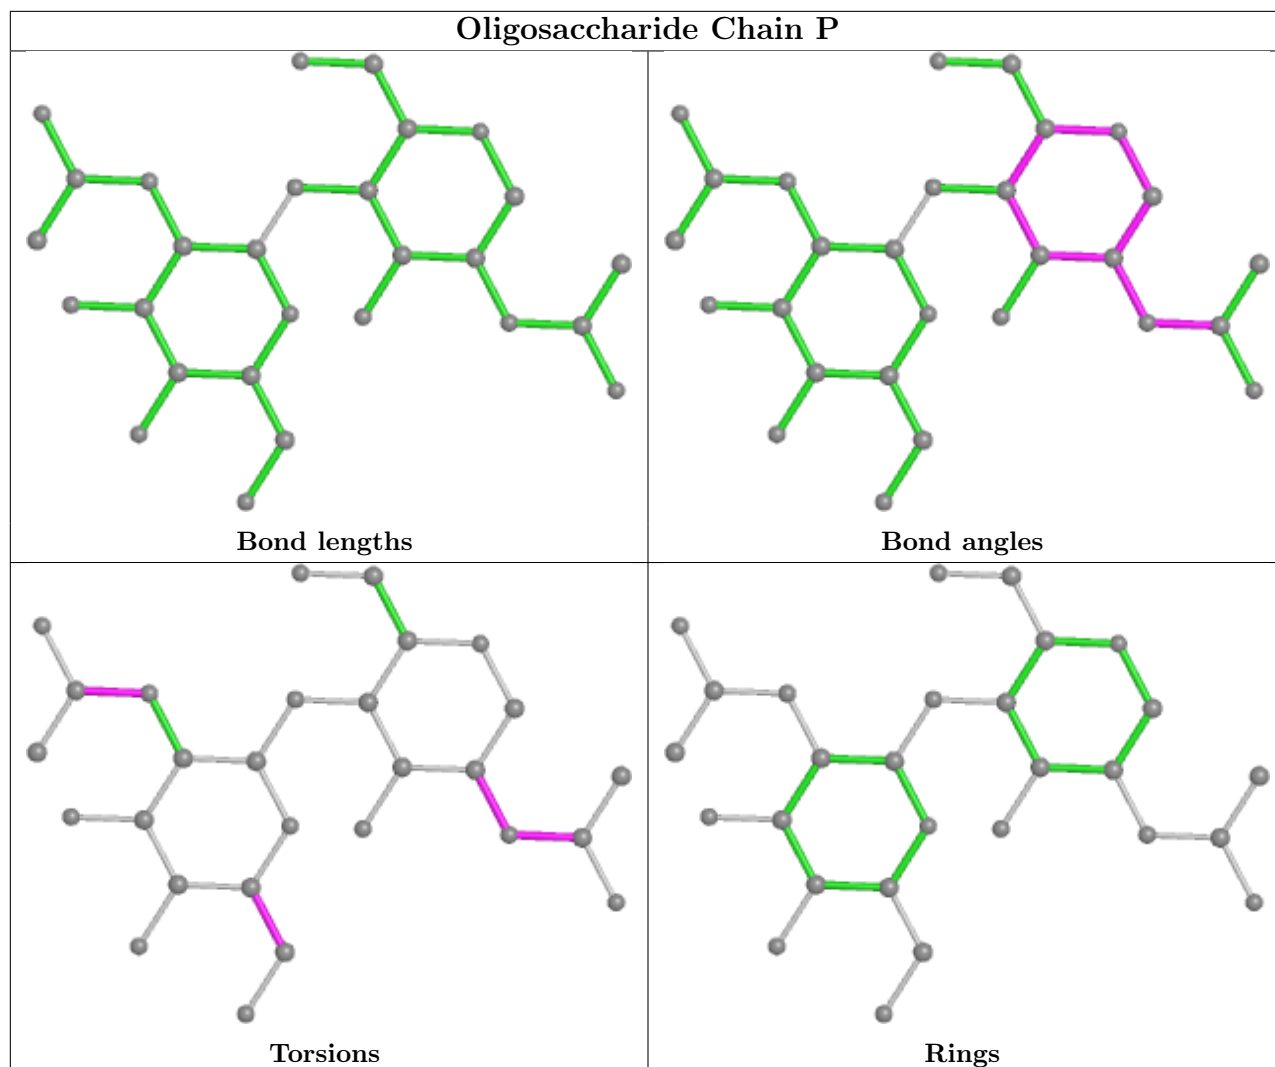 Oligosaccharide Chain P
Bond lengths
Bond angles
Torsions
Rings